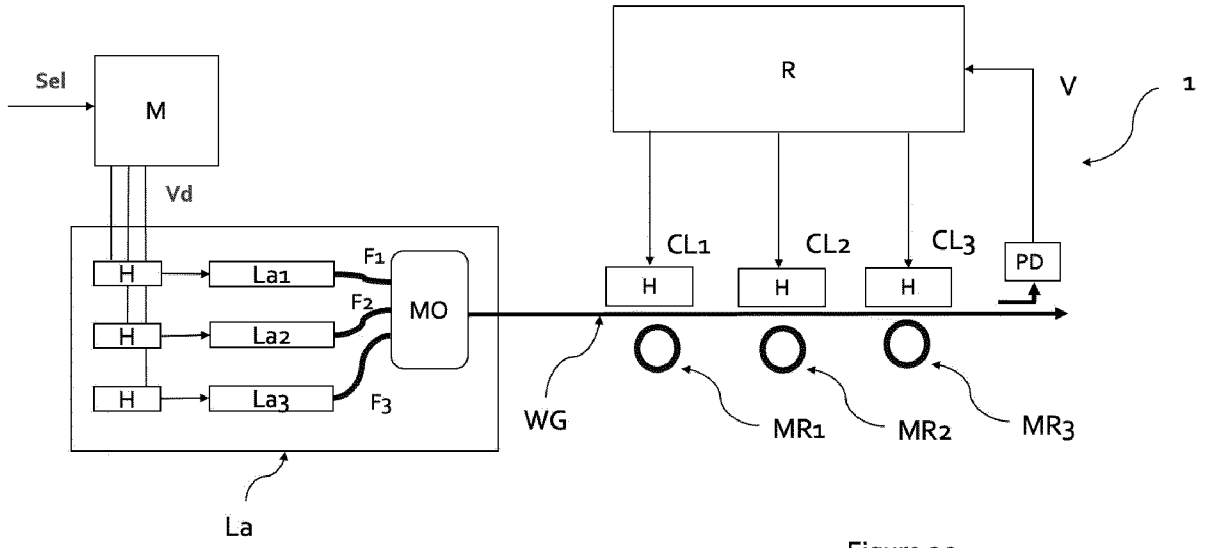 Sel
M
Vd
H
La1
F1
H
La2
F2
H
La3
F3
MO
La
R
V
1
CL1
CL2
CL3
H
H
H
PD
WG
MR1
MR2
MR3